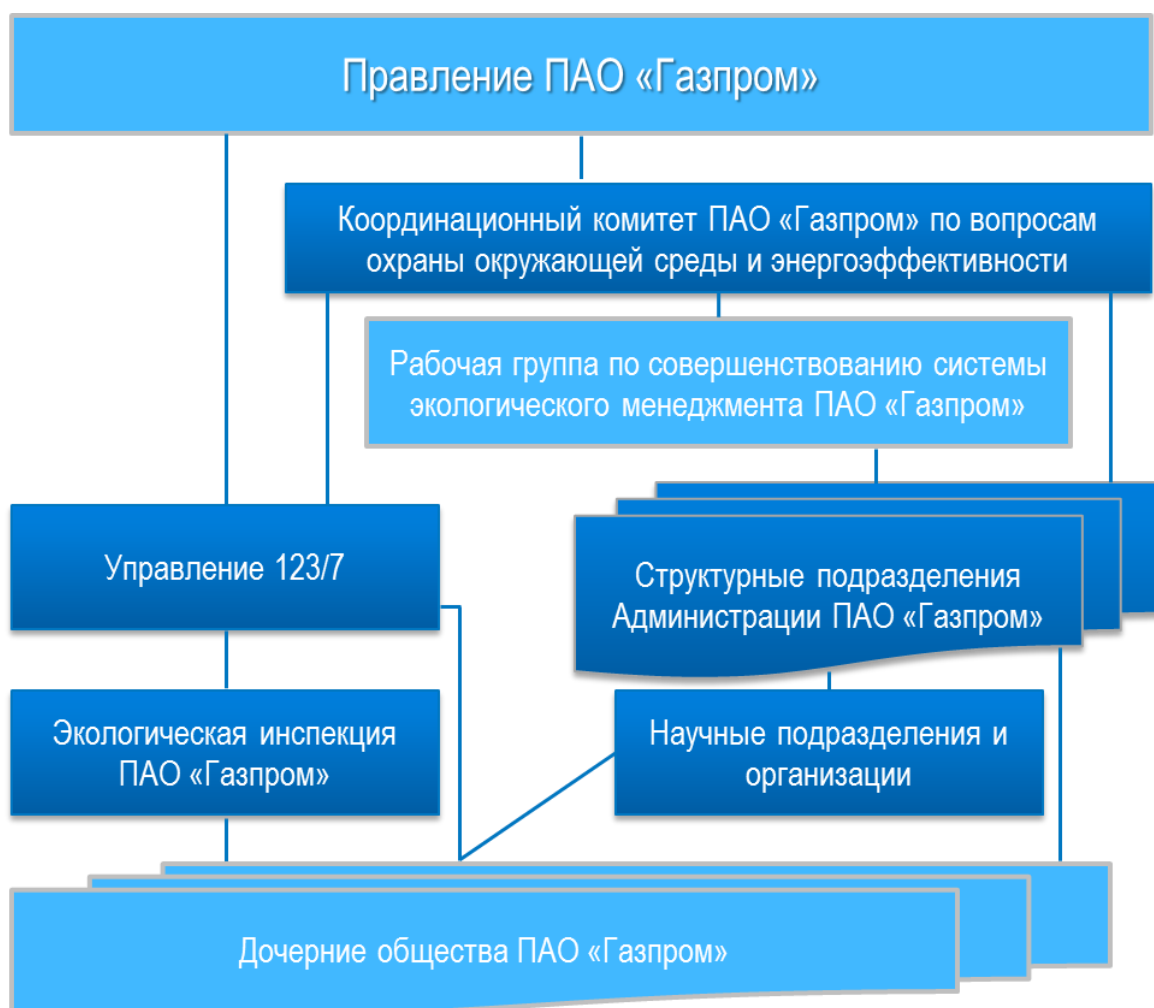 Правление ПАО «Газпром»
Координационный комитет ПАО «Газпром» по вопросам
охраны окружающей среды и энергоэффективности
Рабочая группа по совершенствованию системы
экологического менеджмента ПАО «Газпром»
Управление 123/7
Структурные подразделения
Администрации ПАО «Газпром»
Экологическая инспекция
ПАО «Газпром»
Научные подразделения и
организации
Дочерние общества ПАО «Газпром»